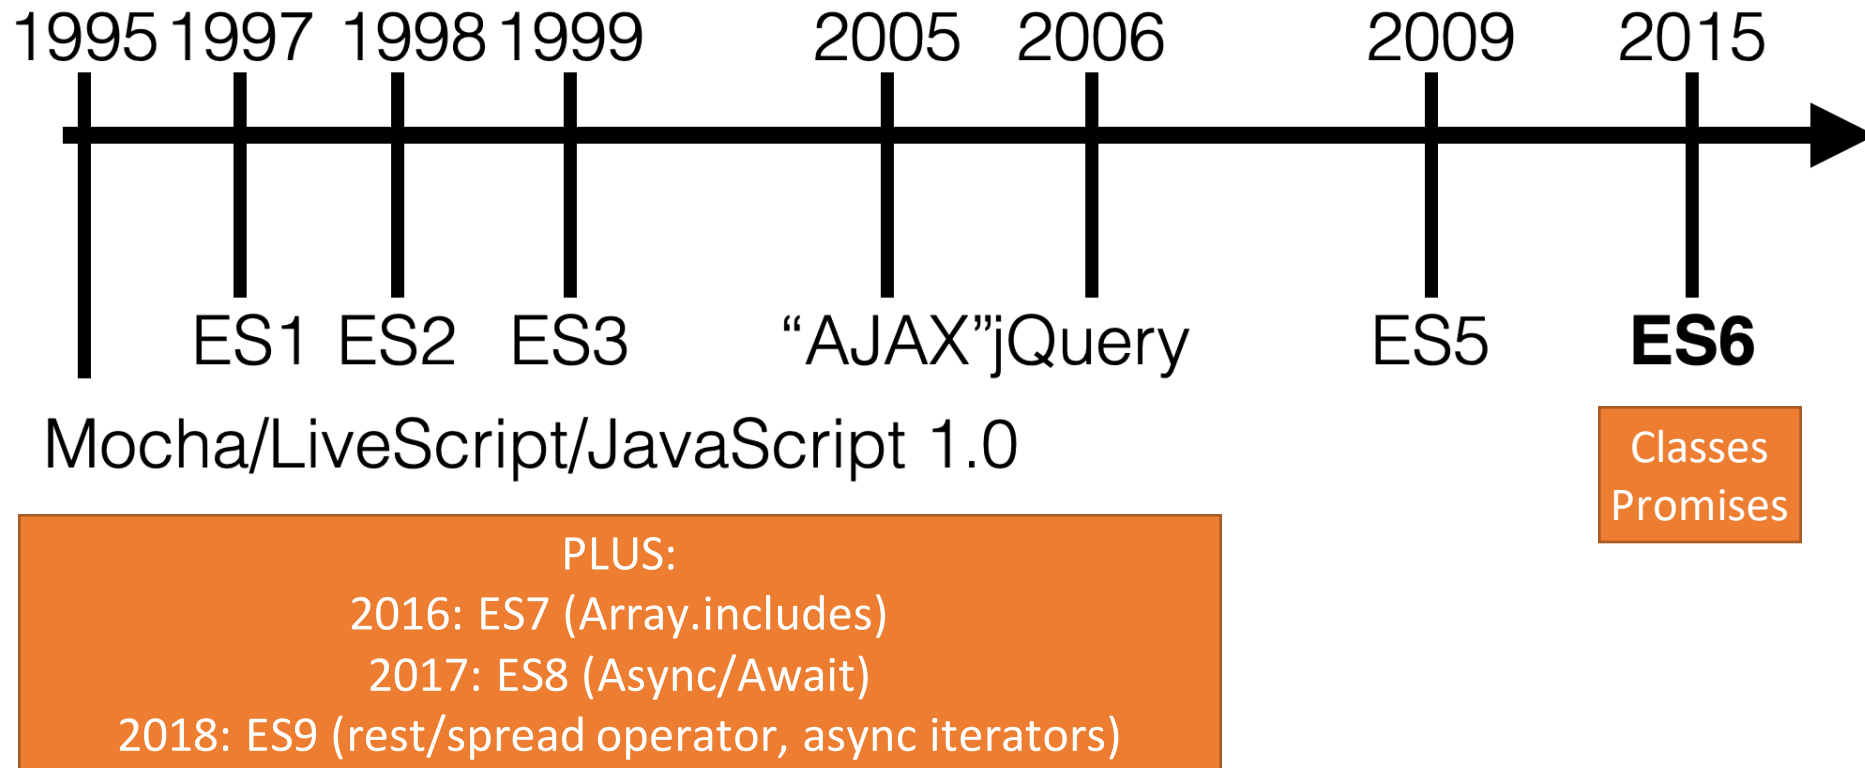 1995 1997 1998 1999 2005 2006 2009 2015
ES1 ES2 ES3 “AJAX” jQuery ES5 ES6
Mocha/LiveScript/JavaScript 1.0
Classes
Promises
PLUS:
2016: ES7 (Array.includes)
2017: ES8 (Async/Await)
2018: ES9 (rest/spread operator, async iterators)